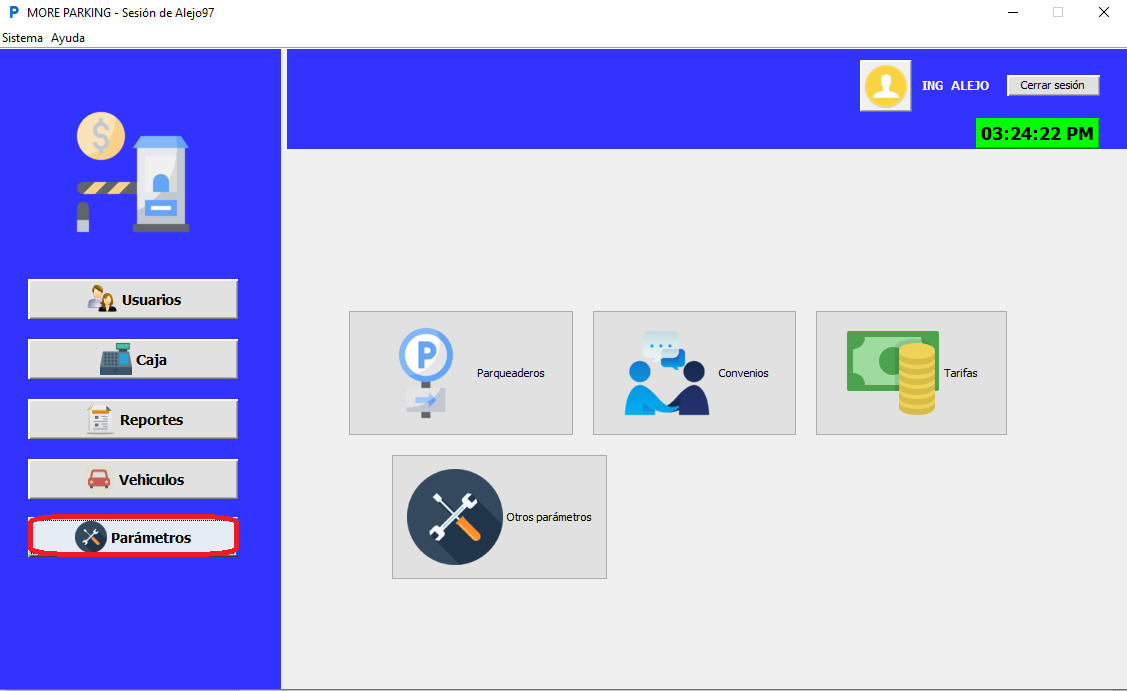 P MORE PARKING - Sesión de Alejo97
Sistema Ayuda
ING ALEJO
Cerrar sesión
03:24:22 PM
$
Usuarios
Caja
Reportes
Vehiculos
Parámetros
P
Parqueaderos
Convenios
Tarifas
Otros parámetros